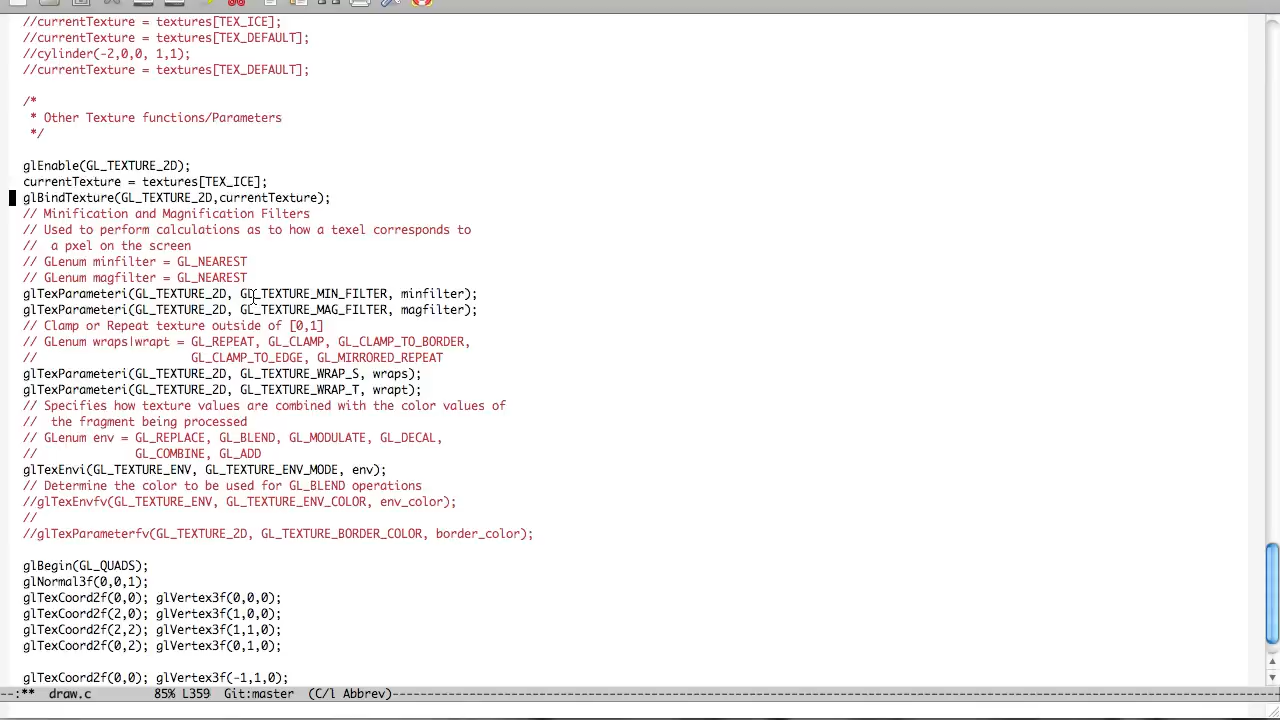 //currentTexture = textures[TEX_ICE];
//currentTexture = textures[TEX_DEFAULT];
//cylinder(-2,0,0, 1,1);
//currentTexture = textures[TEX_DEFAULT];
/*
* Other Texture functions/Parameters
*/
glEnable(GL_TEXTURE_2D);
currentTexture = textures[TEX_ICE];
glBindTexture(GL_TEXTURE_2D,currentTexture);
// Minification and Magnification Filters
// Used to perform calculations as to how a texel corresponds to
//  a pxel on the screen
// GLenum minfilter = GL_NEAREST
// GLenum magfilter = GL_NEAREST
glTexParameteri(GL_TEXTURE_2D, GL_TEXTURE_MIN_FILTER, minfilter);
glTexParameteri(GL_TEXTURE_2D, GL_TEXTURE_MAG_FILTER, magfilter);
// Clamp or Repeat texture outside of [0,1]
// GLenum wraps|wrapt = GL_REPEAT, GL_CLAMP, GL_CLAMP_TO_BORDER,
//                      GL_CLAMP_TO_EDGE, GL_MIRRORED_REPEAT
glTexParameteri(GL_TEXTURE_2D, GL_TEXTURE_WRAP_S, wraps);
glTexParameteri(GL_TEXTURE_2D, GL_TEXTURE_WRAP_T, wrapt);
// Specifies how texture values are combined with the color values of
//  the fragment being processed
// GLenum env = GL_REPLACE, GL_BLEND, GL_MODULATE, GL_DECAL,
//              GL_COMBINE, GL_ADD
glTexEnvi(GL_TEXTURE_ENV, GL_TEXTURE_ENV_MODE, env);
// Determine the color to be used for GL_BLEND operations
//glTexEnvfv(GL_TEXTURE_ENV, GL_TEXTURE_ENV_COLOR, env_color);
//
//glTexParameterfv(GL_TEXTURE_2D, GL_TEXTURE_BORDER_COLOR, border_color);
glBegin(GL_QUADS);
glNormal3f(0,0,1);
glTexCoord2f(0,0); glVertex3f(0,0,0);
glTexCoord2f(2,0); glVertex3f(1,0,0);
glTexCoord2f(2,2); glVertex3f(1,1,0);
glTexCoord2f(0,2); glVertex3f(0,1,0);
glTexCoord2f(0,0); glVertex3f(-1,1,0);
--:** draw.c 85% L359 Git:master (C/l Abbrev)